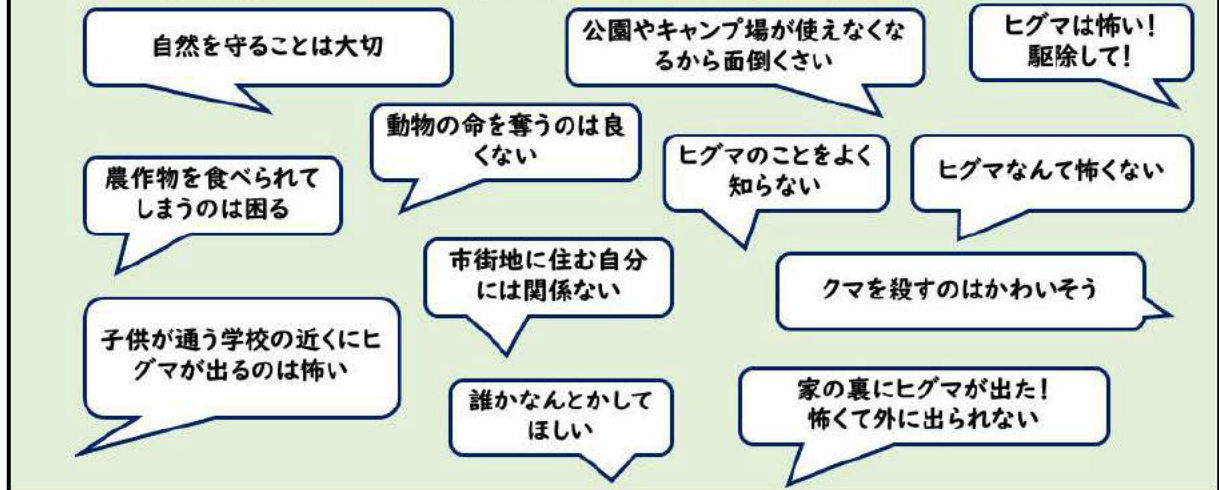 自然を守ることは大切
公園やキャンプ場が使えなくな
るから面倒くさい
ヒグマは怖い!
駆除して!
動物の命を奪うのは良
くない
ヒグマのことをよく
知らない
ヒグマなんて怖くない
農作物を食べられて
しまうのは困る
市街地に住む自分
には関係ない
クマを殺すのはかわいそう
子供が通う学校の近くにヒ
グマが出るのは怖い
誰かなんとかして
ほしい
家の裏にヒグマが出た!
怖くて外に出られない